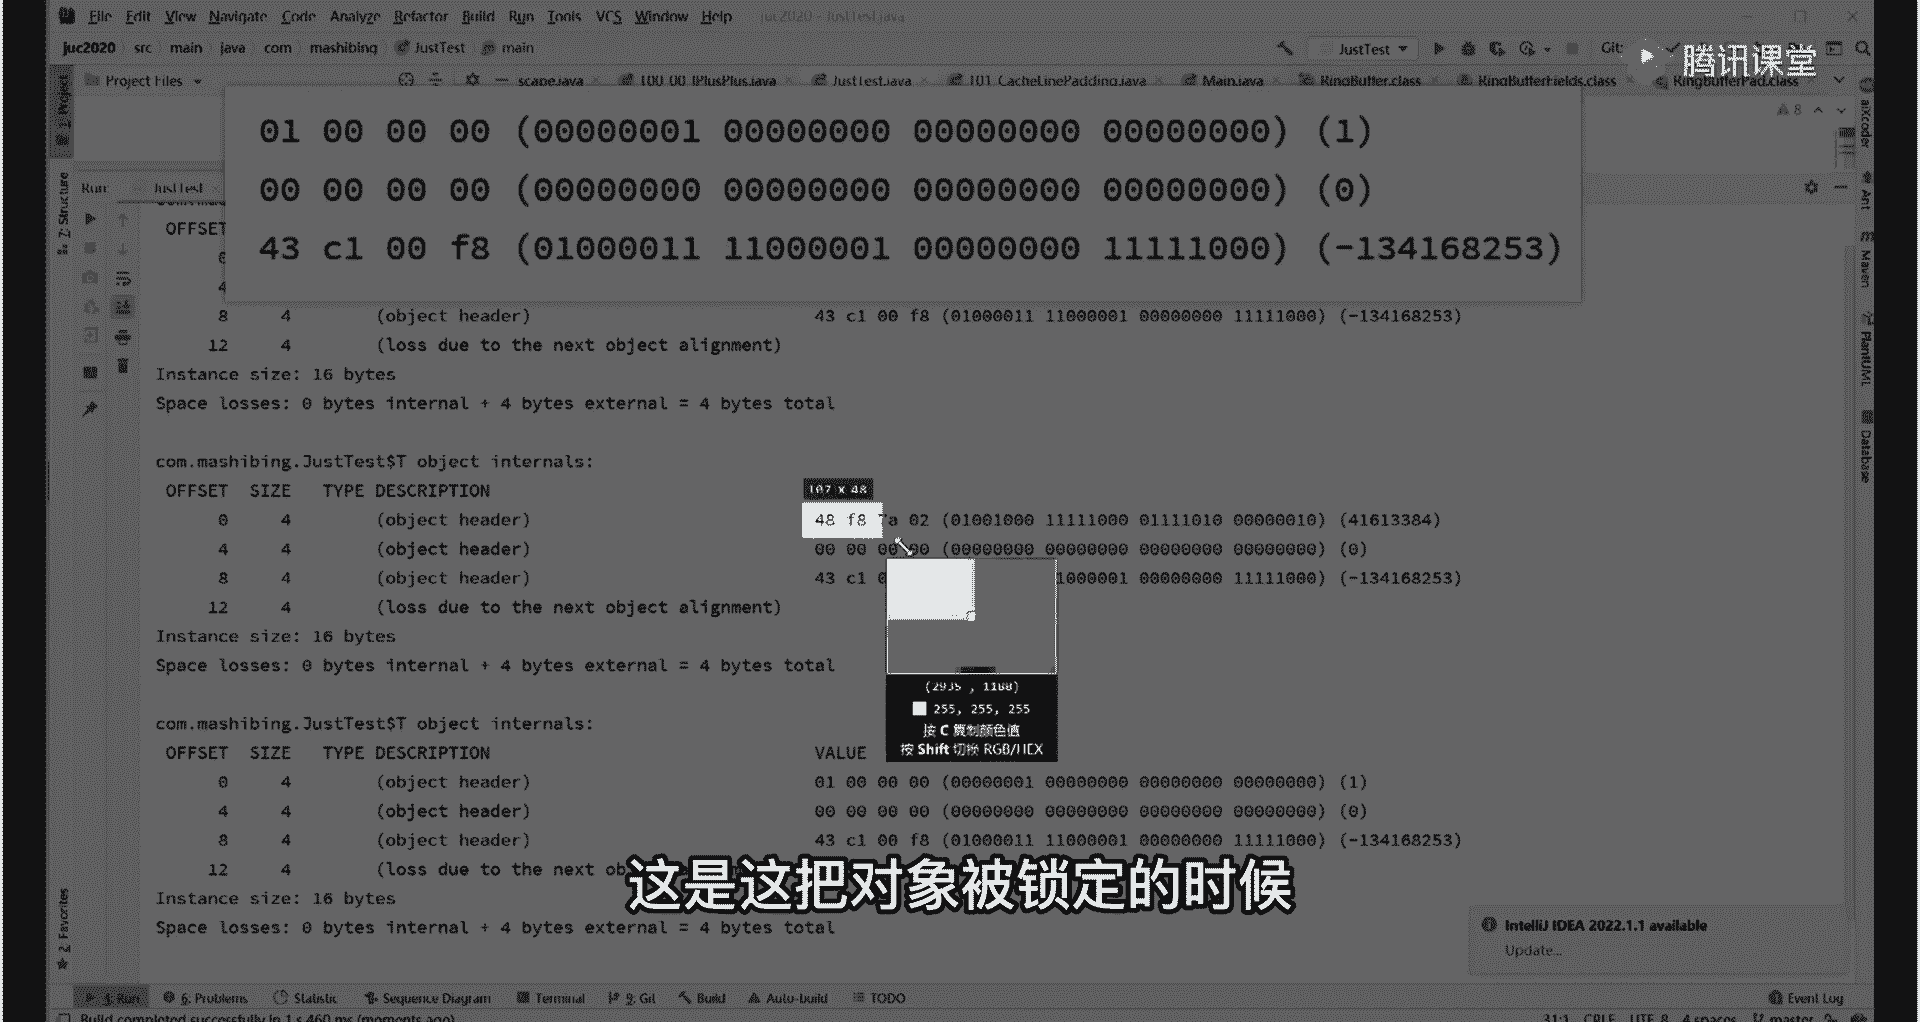 File Edit View Navigate Code Analyze Refactor Build Run Tools VCS Window Help juc2020 - JustTest.java
juc2020 src main java com mashibing JustTest main JustTest Git:
腾讯课堂
Project Files scape.java T00_00_IPlusPlus.java JustTest.java T01_CacheLinePadding.java Main.java RingBuffer.class RingBufferFields.class RingBufferPad.class
8
01 00 00 00 (00000001 00000000 00000000 00000000) (1)
00 00 00 00 (00000000 00000000 00000000 00000000) (0)
43 c1 00 f8 (01000011 11000001 00000000 11111000) (-134168253)
Run: JustTest
OFFSET
8 4 (object header) 43 c1 00 f8 (01000011 11000001 00000000 11111000) (-134168253)
12 4 (loss due to the next object alignment)
Instance size: 16 bytes
Space losses: 0 bytes internal + 4 bytes external = 4 bytes total
com.mashibing.JustTest$T object internals:
OFFSET SIZE TYPE DESCRIPTION
107 x 48
0 4 (object header) 48 f8 7a 02 (01001000 11111000 01111010 00000010) (41613384)
4 4 (object header) 00 00 00 00 (00000000 00000000 00000000 00000000) (0)
8 4 (object header) 43 c1 0 1000001 00000000 11111000) (-134168253)
12 4 (loss due to the next object alignment)
Instance size: 16 bytes
Space losses: 0 bytes internal + 4 bytes external = 4 bytes total
(2935 , 1188)
255, 255, 255
按 C 复制颜色值
按 Shift 切换 RGB/HEX
com.mashibing.JustTest$T object internals:
OFFSET SIZE TYPE DESCRIPTION VALUE
0 4 (object header) 01 00 00 00 (00000001 00000000 00000000 00000000) (1)
4 4 (object header) 00 00 00 00 (00000000 00000000 00000000 00000000) (0)
8 4 (object header) 43 c1 00 f8 (01000011 11000001 00000000 11111000) (-134168253)
12 4 (loss due to the next ob
这是这把对象被锁定的时候
Instance size: 16 bytes
Space losses: 0 bytes internal + 4 bytes external = 4 bytes total
IntelliJ IDEA 2022.1.1 available
Update...
1: Project
7: Structure
2: Favorites
aiXcoder
Ant
Maven
PlantUML
Database
4: Run 6: Problems Statistic Sequence Diagram Terminal 9: Git Build Auto-build TODO Event Log
Build completed successfully in 1 s 460 ms (moments ago) 31:1 CRLF UTF-8 4 spaces master